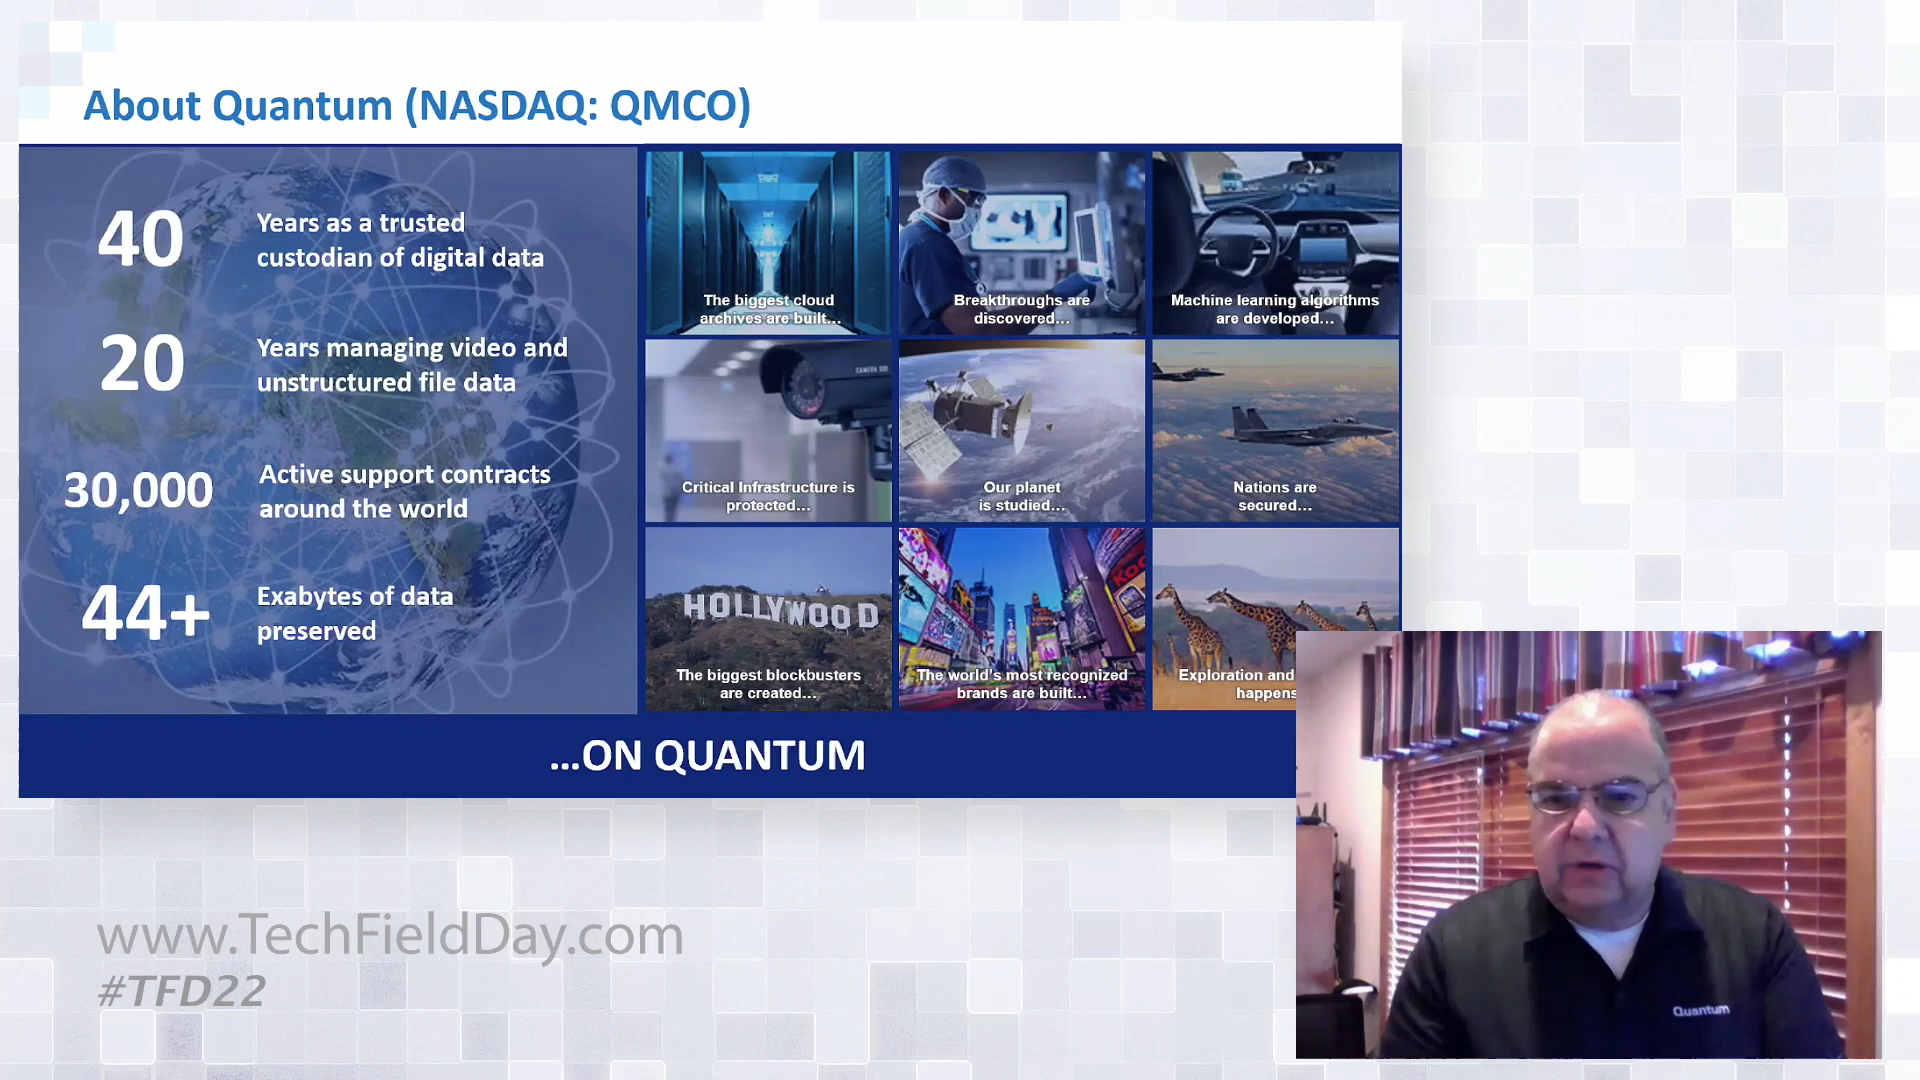 About Quantum (NASDAQ: QMCO)
40
Years as a trusted
custodian of digital data
20
Years managing video and
unstructured file data
30,000
Active support contracts
around the world
44+
Exabytes of data
preserved
The biggest cloud
archives are built...
Breakthroughs are
discovered...
Machine learning algorithms
are developed...
Critical Infrastructure is
protected...
Our planet
is studied...
Nations are
secured...
HOLLYWOOD
The biggest blockbusters
are created...
The world's most recognized
brands are built...
Exploration and
happens
...ON QUANTUM
www.TechFieldDay.com
#TFD22
Quantum